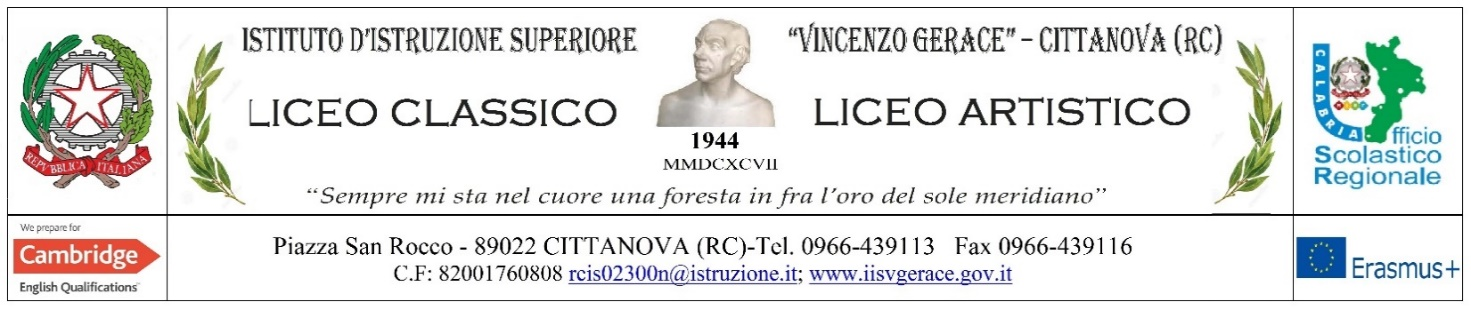 ISTITUTO D'ISTRUZIONE SUPERIORE "VINCENZO GERACE" – CITTANOVA (RC)
LICEO CLASSICO LICEO ARTISTICO
1944
MMDCXCVII
"Sempre mi sta nel cuore una foresta in fra l'oro del sole meridiano"
REPVBBLICA ITALIANA
CALABRIA
Ufficio
Scolastico
Regionale
We prepare for
Cambridge
English Qualifications
Piazza San Rocco - 89022 CITTANOVA (RC)-Tel. 0966-439113 Fax 0966-439116
C.F: 82001760808 rcis02300n@istruzione.it; www.iisvgerace.gov.it
Erasmus+